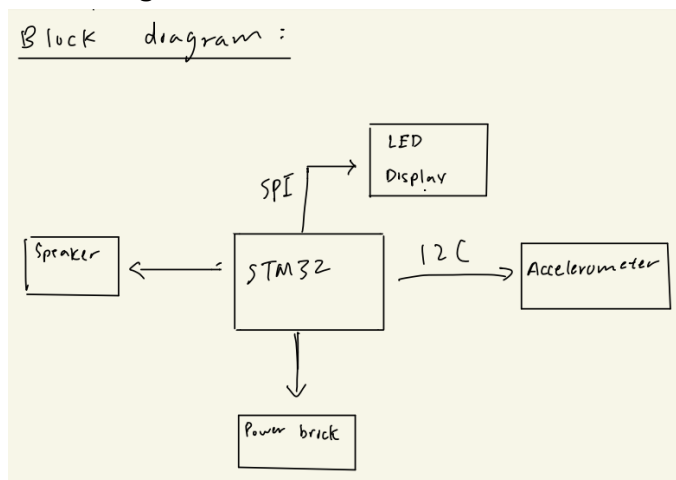 Block diagram:
LED
Display
SPI
Speaker
STM32
I2C
Accelerometer
Power brick